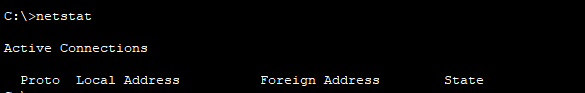 C:\>netstat
Active Connections
Proto Local Address Foreign Address State